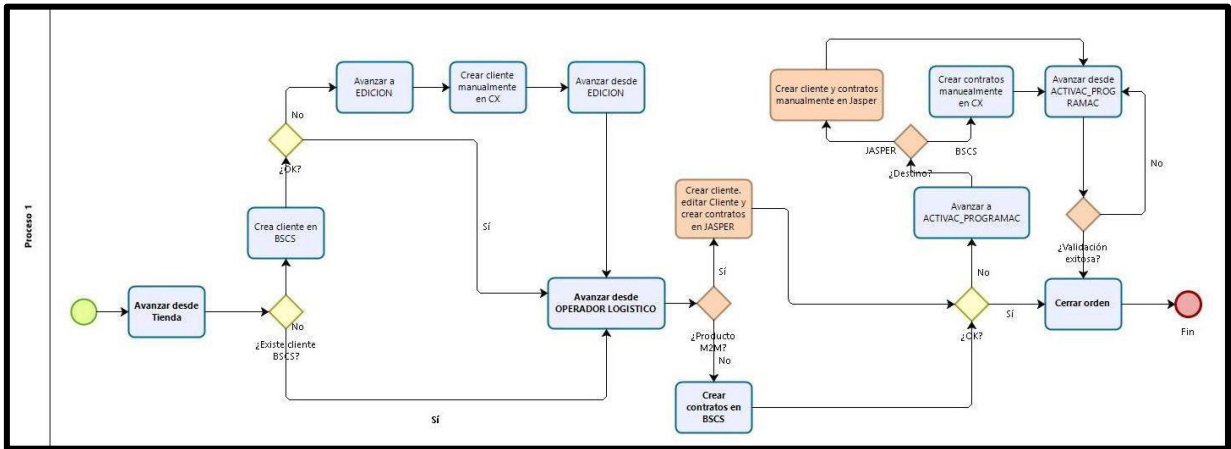 Proceso 1
Avanzar desde
Tienda
¿Existe cliente
BSCS?
No
Sí
Crea cliente en
BSCS
¿OK?
No
Sí
Avanzar a
EDICION
Crear cliente
manualmente
en CX
Avanzar desde
EDICION
Avanzar desde
OPERADOR LOGISTICO
¿Producto
M2M?
Sí
No
Crear cliente.
editar Cliente y
crear contratos
en JASPER
Crear
contratos en
BSCS
¿OK?
No
Sí
Avanzar a
ACTIVAC_PROGRAMAC
¿Destino?
JASPER
BSCS
Crear cliente y contratos
manualmente en Jasper
Crear contratos
manuealmente
en CX
Avanzar desde
ACTIVAC_PROG
RAMAC
No
¿Validación
exitosa?
Cerrar orden
Fin